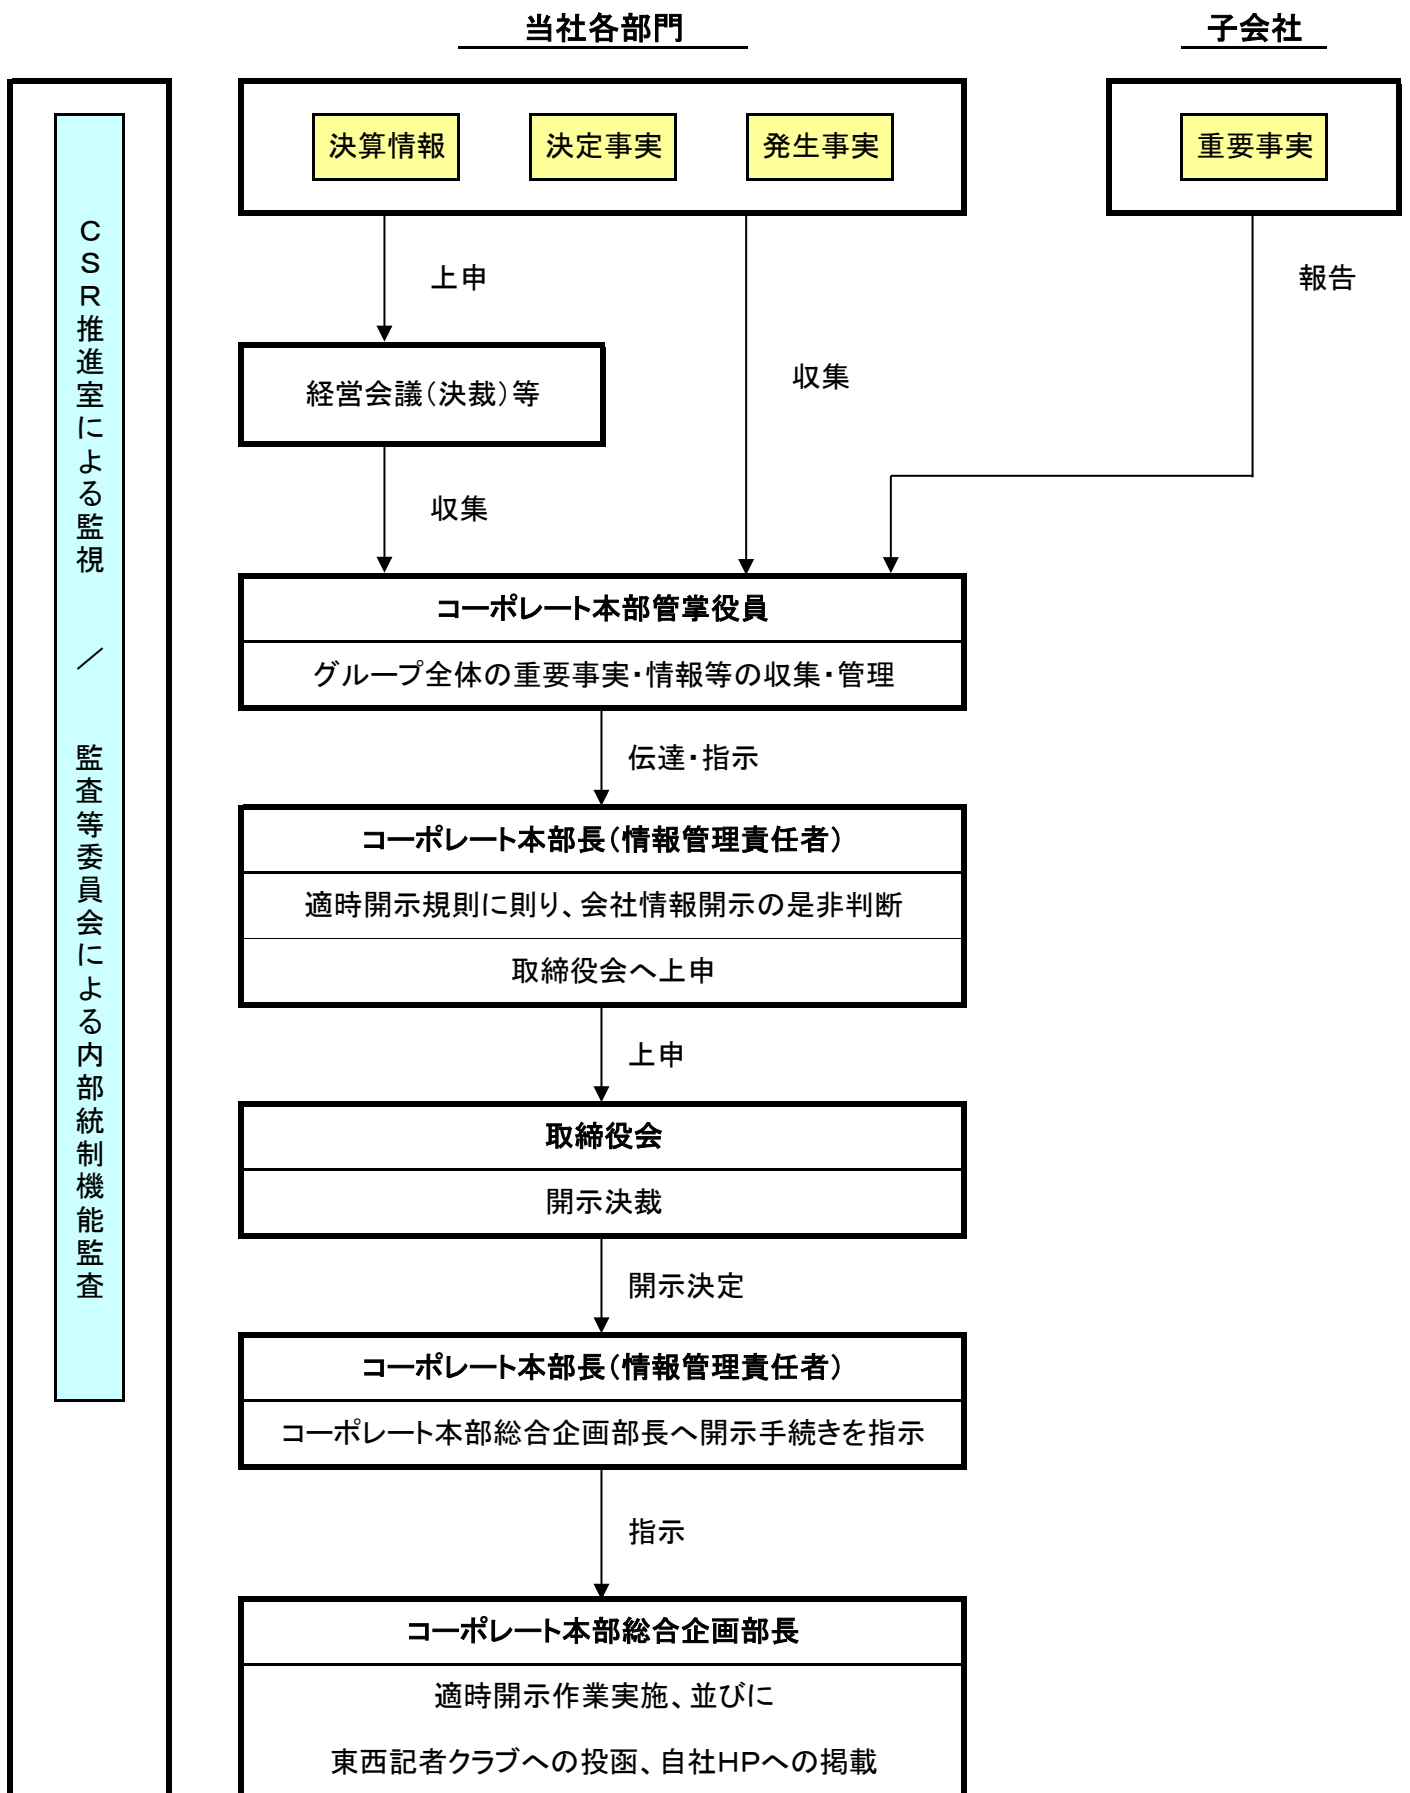 当社各部門
子会社
決算情報
決定事実
発生事実
重要事実
CSR推進室による監視 ／ 監査等委員会による内部統制機能監査
上申
報告
収集
経営会議（決裁）等
収集
コーポレート本部管掌役員
グループ全体の重要事実・情報等の収集・管理
伝達・指示
コーポレート本部長（情報管理責任者）
適時開示規則に則り、会社情報開示の是非判断
取締役会へ上申
上申
取締役会
開示決裁
開示決定
コーポレート本部長（情報管理責任者）
コーポレート本部総合企画部長へ開示手続きを指示
指示
コーポレート本部総合企画部長
適時開示作業実施、並びに
東西記者クラブへの投函、自社HPへの掲載